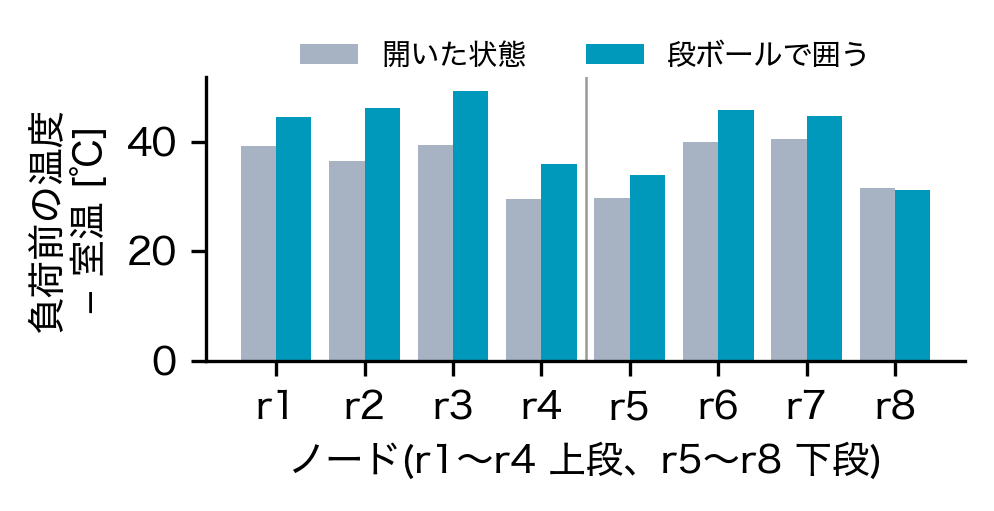 開いた状態
段ボールで囲う
負荷前の温度
− 室温 [℃]
40
20
0
r1
r2
r3
r4
r5
r6
r7
r8
ノード(r1～r4 上段、r5～r8 下段)